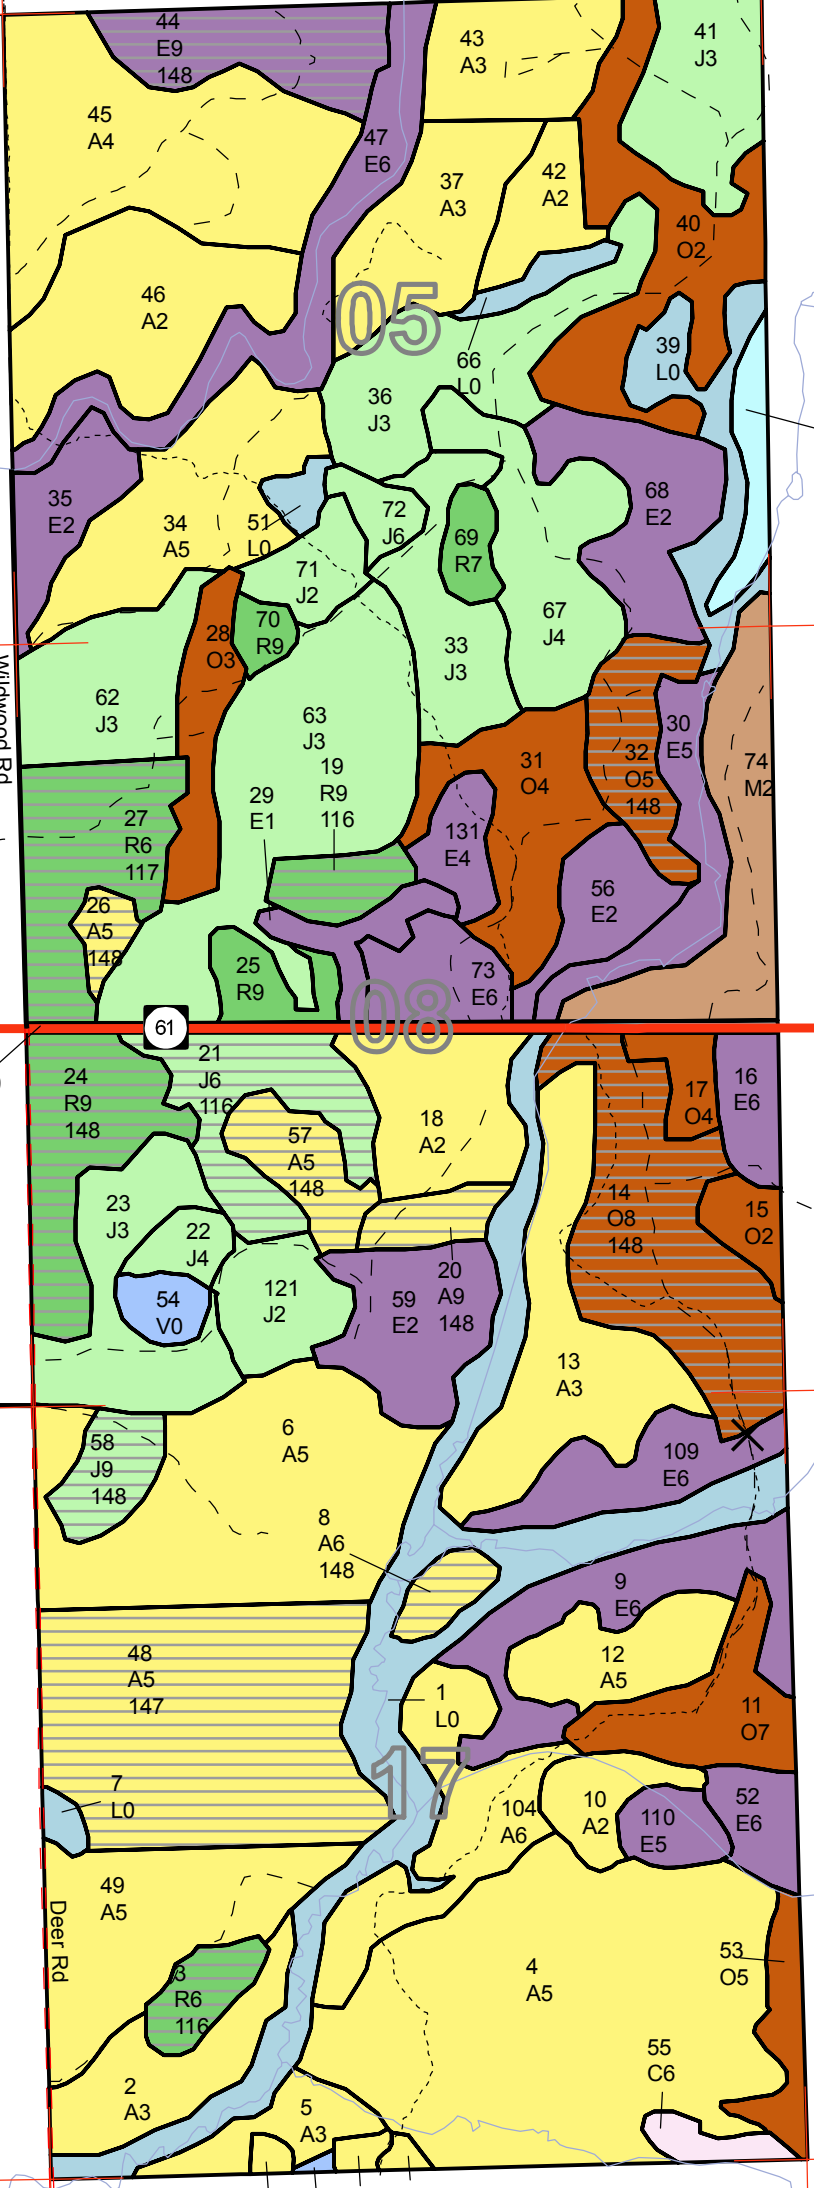 44
E9
148
43
A3
41
J3
45
A4
47
E6
37
A3
42
A2
40
O2
46
A2
05
39
L0
66
L0
36
J3
35
E2
34
A5
51
L0
72
J6
69
R7
68
E2
71
J2
70
R9
28
O3
67
J4
33
J3
Wildwood Rd
62
J3
63
J3
30
E5
31
O4
32
O5
148
74
M2
19
R9
116
29
E1
27
R6
117
131
E4
56
E2
26
A5
148
25
R9
73
E6
08
61
21
J6
116
24
R9
148
18
A2
17
O4
16
E6
57
A5
148
23
J3
22
J4
14
O8
148
15
O2
54
V0
121
J2
59
E2
20
A9
148
13
A3
6
A5
58
J9
148
109
E6
8
A6
148
9
E6
48
A5
147
12
A5
1
L0
11
O7
17
7
L0
104
A6
10
A2
110
E5
52
E6
49
A5
Deer Rd
3
R6
116
4
A5
53
O5
55
C6
2
A3
5
A3